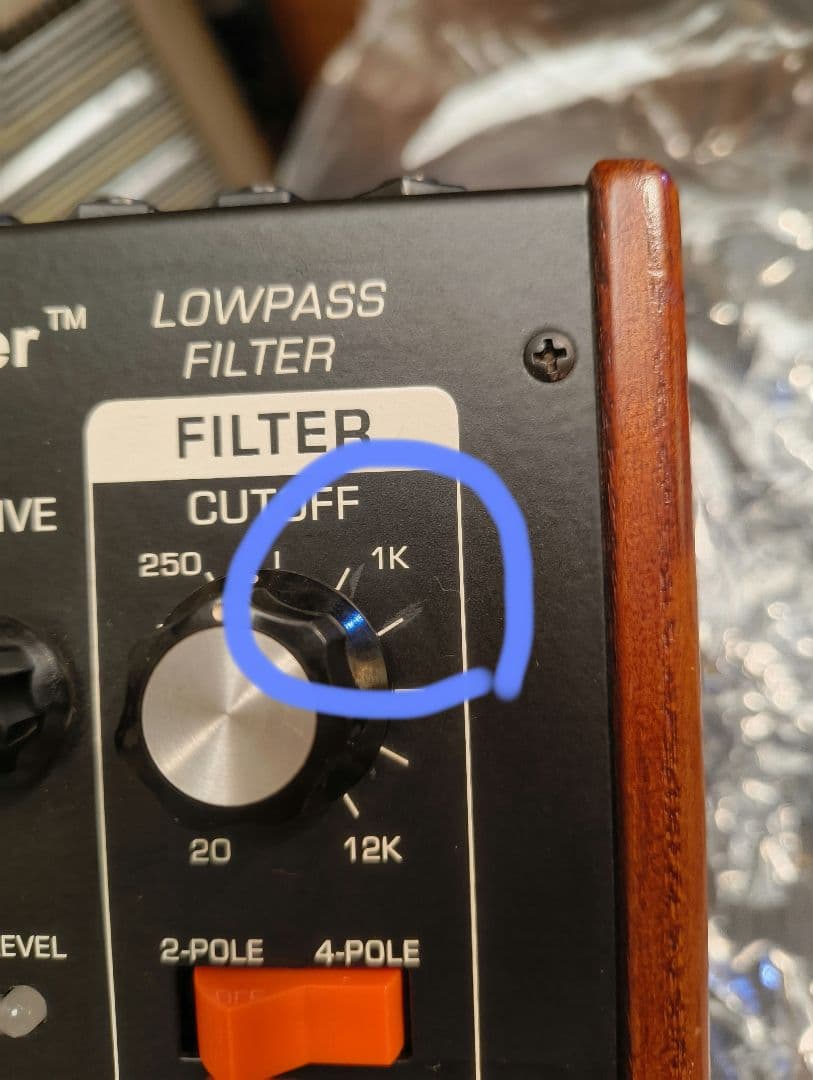 er™
LOWPASS
FILTER
FILTER
IVE
CUTOFF
250
1K
20
12K
EVEL
2-POLE
4-POLE